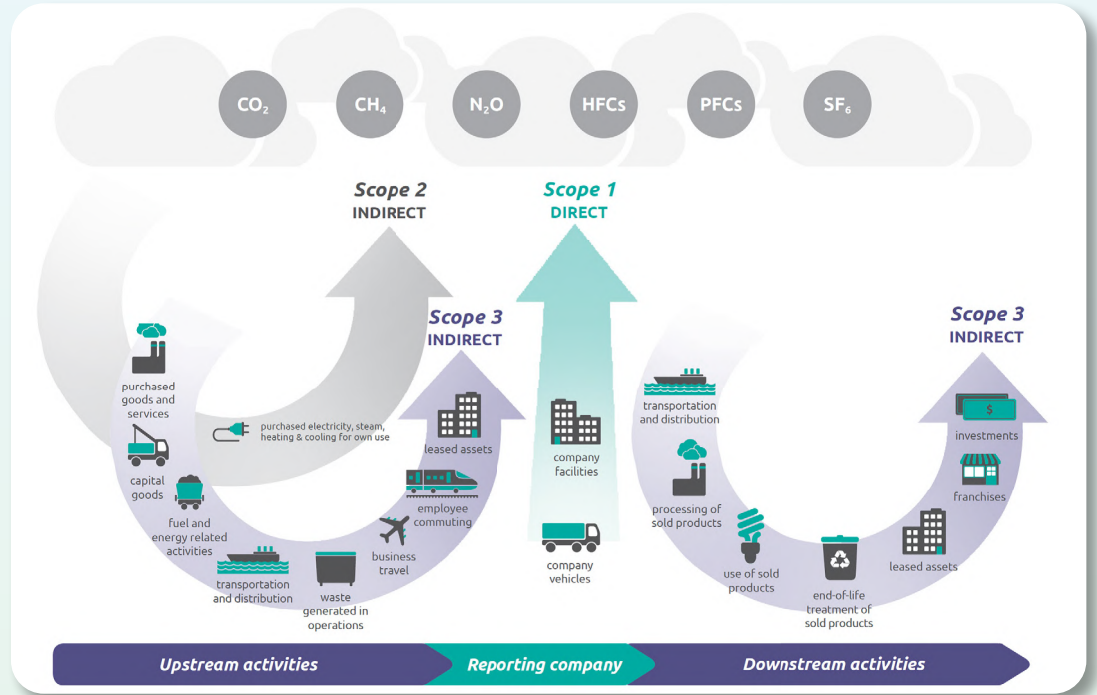 CO₂
CH₄
N₂O
HFCs
PFCs
SF₆
Scope 2
INDIRECT
Scope 1
DIRECT
Scope 3
INDIRECT
Scope 3
INDIRECT
purchased
goods and
services
capital
goods
fuel and
energy related
activities
transportation
and distribution
waste
generated in
operations
business
travel
employee
commuting
leased assets
purchased electricity, steam,
heating & cooling for own use
company
facilities
company
vehicles
transportation
and distribution
processing of
sold products
use of sold
products
end-of-life
treatment of
sold products
leased assets
franchises
$
investments
Upstream activities
Reporting company
Downstream activities